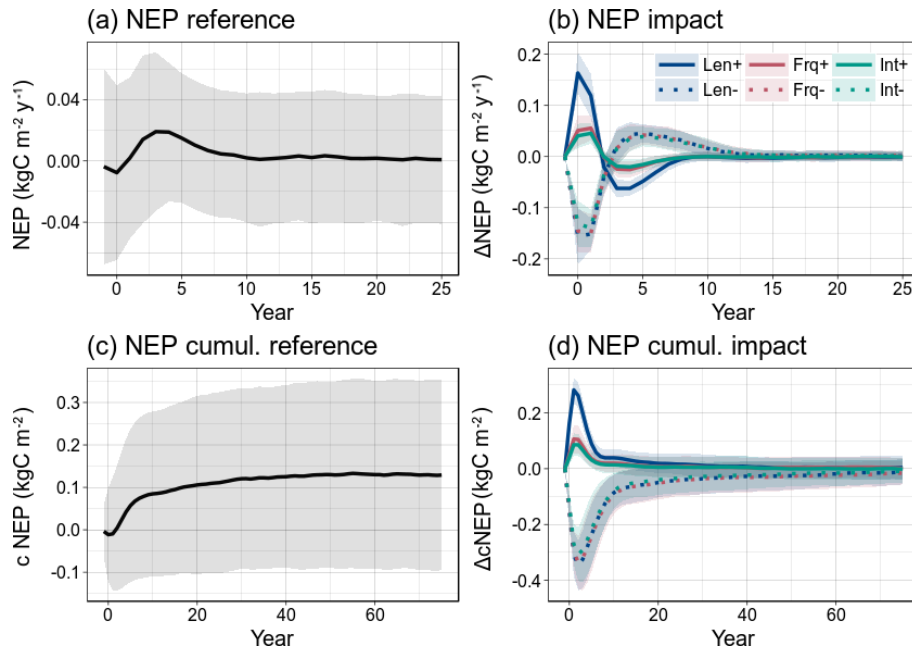 (a) NEP reference
NEP (kgC m⁻² y⁻¹)
0.04
0.00
-0.04
0 5 10 15 20 25
Year
(b) NEP impact
ΔNEP (kgC m⁻² y⁻¹)
0.2
0.1
0.0
-0.1
-0.2
Len+ Frq+ Int+
Len- Frq- Int-
0 5 10 15 20 25
Year
(c) NEP cumul. reference
c NEP (kgC m⁻²)
0.3
0.2
0.1
0.0
-0.1
0 20 40 60
Year
(d) NEP cumul. impact
ΔcNEP (kgC m⁻²)
0.2
0.0
-0.2
-0.4
0 20 40 60
Year